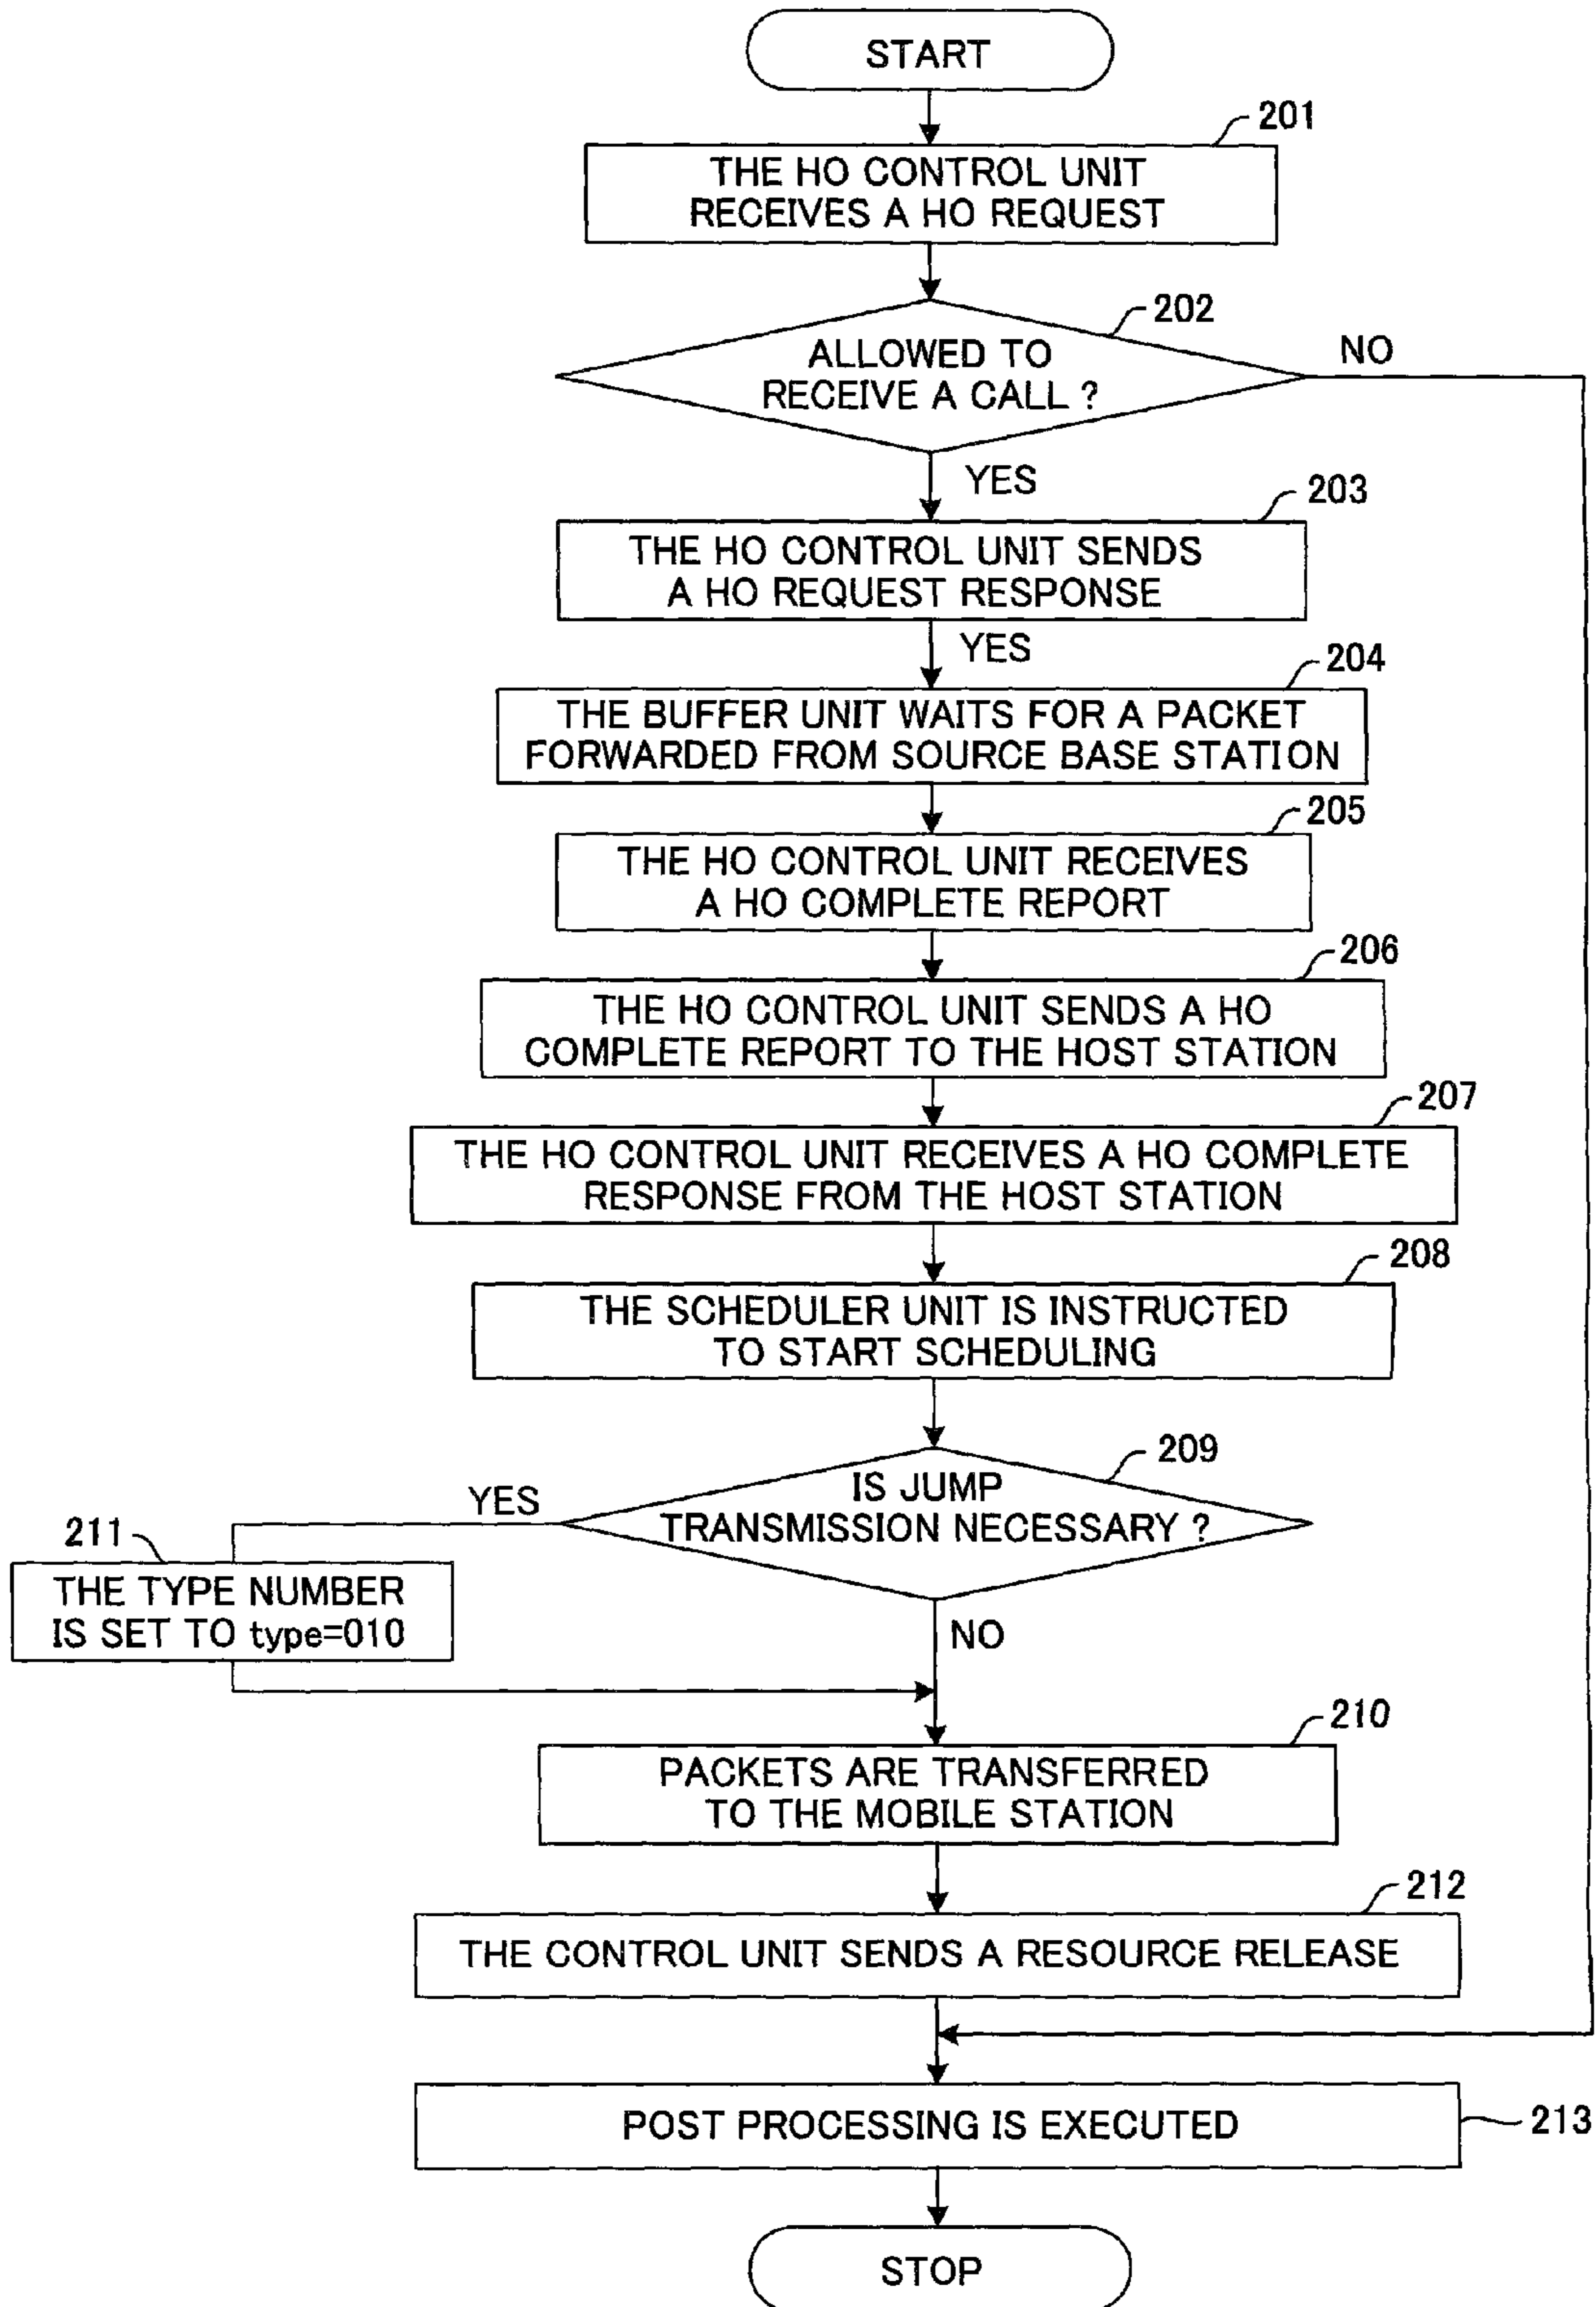 START
201
THE HO CONTROL UNIT
RECEIVES A HO REQUEST
202
ALLOWED TO
RECEIVE A CALL ?
NO
YES
203
THE HO CONTROL UNIT SENDS
A HO REQUEST RESPONSE
YES
204
THE BUFFER UNIT WAITS FOR A PACKET
FORWARDED FROM SOURCE BASE STATION
205
THE HO CONTROL UNIT RECEIVES
A HO COMPLETE REPORT
206
THE HO CONTROL UNIT SENDS A HO
COMPLETE REPORT TO THE HOST STATION
207
THE HO CONTROL UNIT RECEIVES A HO COMPLETE
RESPONSE FROM THE HOST STATION
208
THE SCHEDULER UNIT IS INSTRUCTED
TO START SCHEDULING
209
IS JUMP
TRANSMISSION NECESSARY ?
YES
211
THE TYPE NUMBER
IS SET TO type=010
NO
210
PACKETS ARE TRANSFERRED
TO THE MOBILE STATION
212
THE CONTROL UNIT SENDS A RESOURCE RELEASE
POST PROCESSING IS EXECUTED
213
STOP